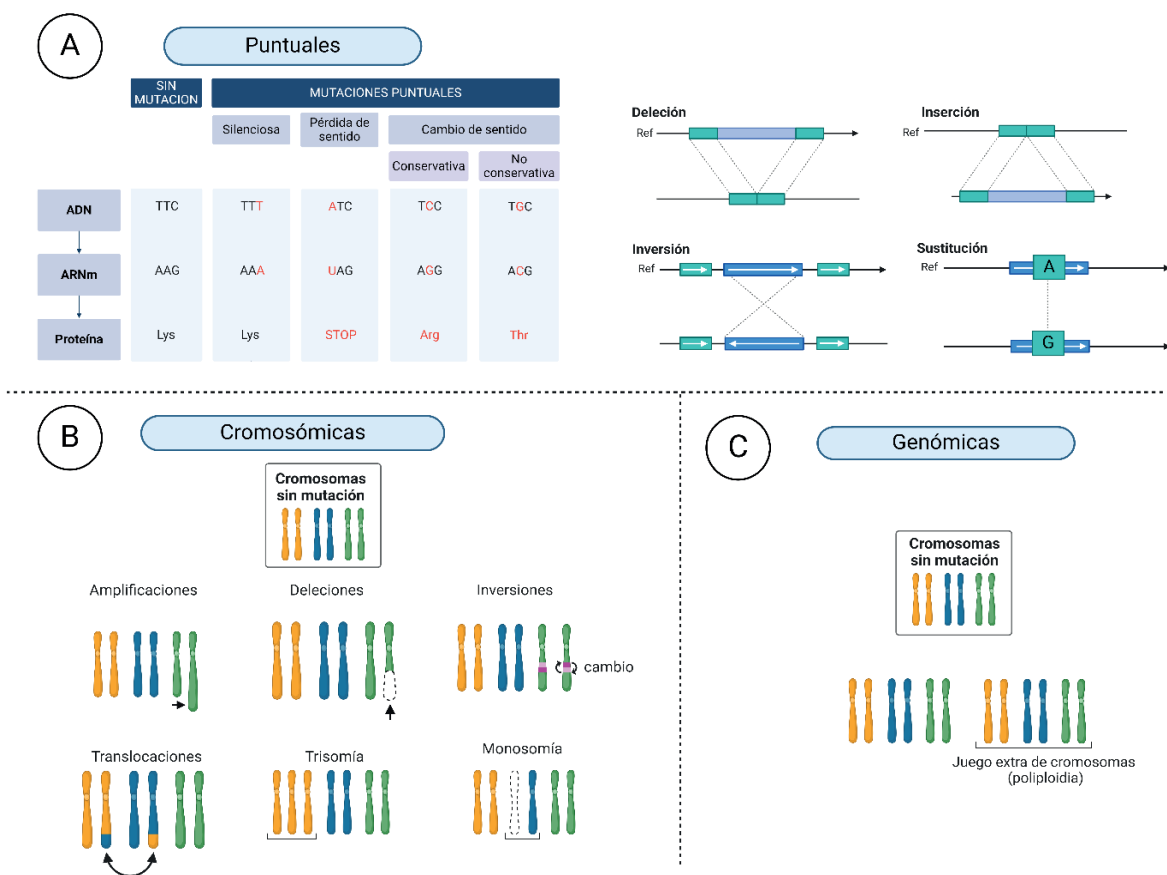 A
Puntuales
SIN
MUTACION
MUTACIONES PUNTUALES
Silenciosa
Pérdida de
sentido
Cambio de sentido
Conservativa
No
conservativa
ADN
TTC
TTT
ATC
TCC
TGC
ARNm
AAG
AAA
UAG
AGG
ACG
Proteína
Lys
Lys
STOP
Arg
Thr
Deleción
Ref
Inserción
Ref
Inversión
Ref
Sustitución
Ref
A
G
B
Cromosómicas
Cromosomas
sin mutación
Amplificaciones
Deleciones
Inversiones
cambio
Translocaciones
Trisomía
Monosomía
C
Genómicas
Cromosomas
sin mutación
Juego extra de cromosomas
(poliploidia)